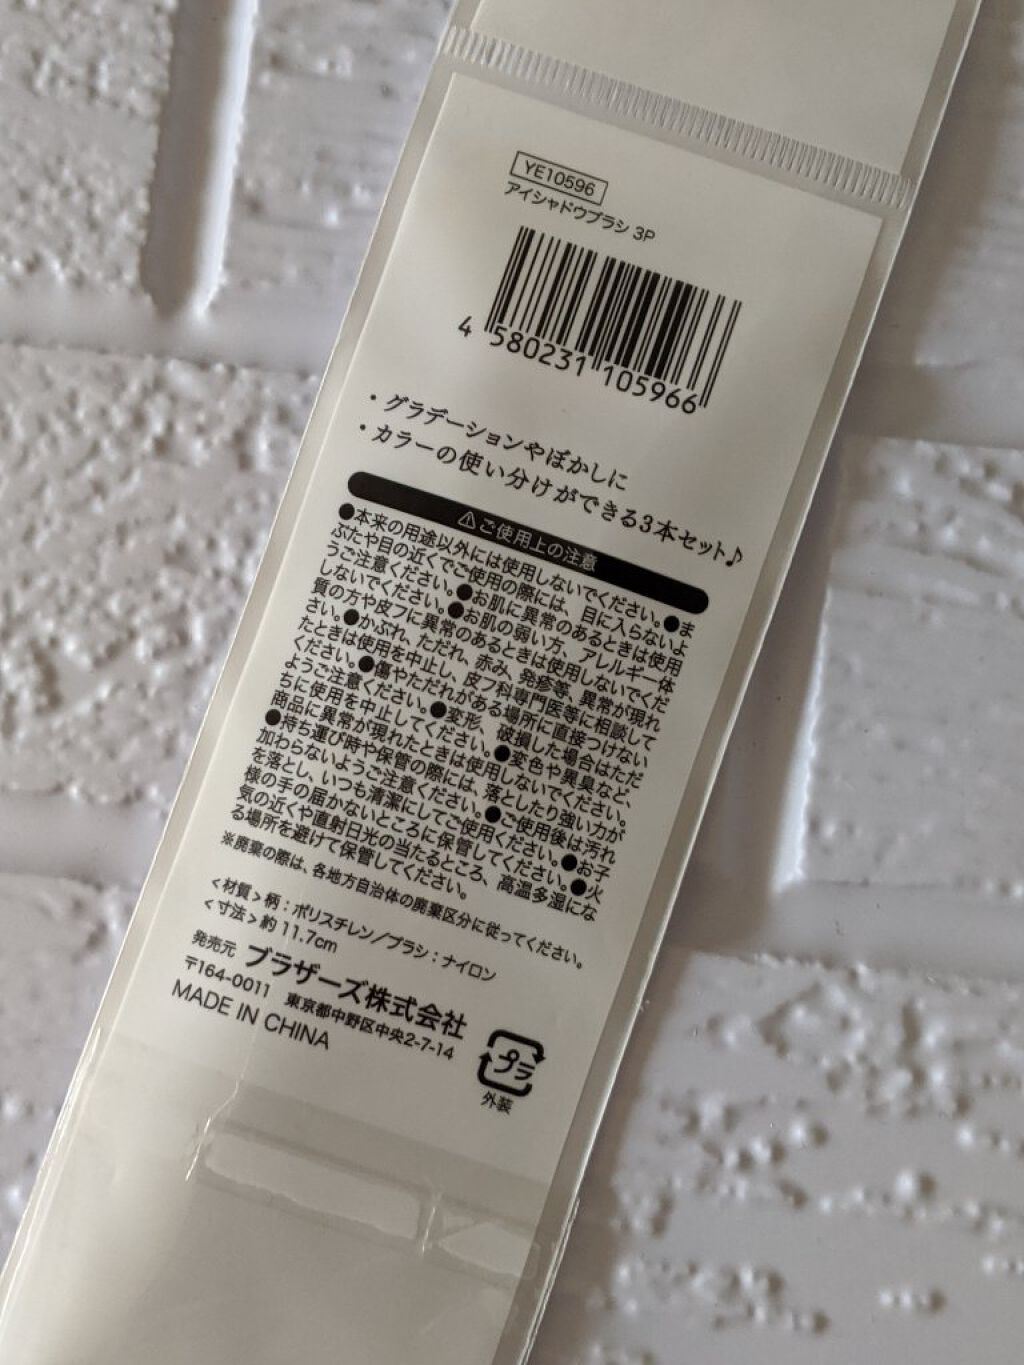 YE10596
アイシャドウブラシ 3P
4 580231 105966
・グラデーションやぼかしに
・カラーの使い分けができる3本セット♪
⚠ご使用上の注意
●本来の用途以外には使用しないでください。●ま
ぶたや目の近くでご使用の際には、目に入らないよ
うご注意ください。●お肌に異常のあるときは使用
しないでください。●お肌の弱い方、アレルギー体
質の方や皮フに異常のあるときは使用しないでくだ
さい。●かぶれ、ただれ、赤み、発疹等、異常が現れ
たときは使用を中止し、皮フ科専門医等に相談して
ください。●傷やただれがある場所に直接つけない
ようご注意ください。●変形、破損した場合はただ
ちに使用を中止してください。●変色や異臭など、
商品に異常が現れたときは使用しないでください。
●持ち運び時や保管の際には、落としたり強い力が
加わらないようご注意ください。●ご使用後は汚れ
を落とし、いつも清潔にしてご使用ください。●お子
様の手の届かないところに保管してください。●火
気の近くや直射日光の当たるところ、高温多湿にな
る場所を避けて保管してください。
※廃棄の際は、各地方自治体の廃棄区分に従ってください。
＜材質＞柄：ポリスチレン／ブラシ：ナイロン
＜寸法＞約 11.7cm
発売元 ブラザーズ株式会社
〒164-0011 東京都中野区中央2-7-14
MADE IN CHINA
プラ
外装